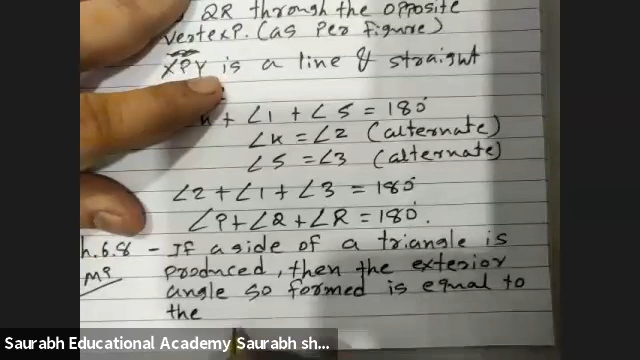 QR through the opposite
vertex P. (as per figure)
XPY is a line & straight
+ ∠1 + ∠5 = 180°
∠4 = ∠2 (alternate)
∠5 = ∠3 (alternate)
∠2 + ∠1 + ∠3 = 180°
∠P + ∠Q + ∠R = 180°.
h.6.8 - If a side of a triangle is
produced, then the exterior
angle so formed is equal to
the
Saurabh Educational Academy Saurabh sh...